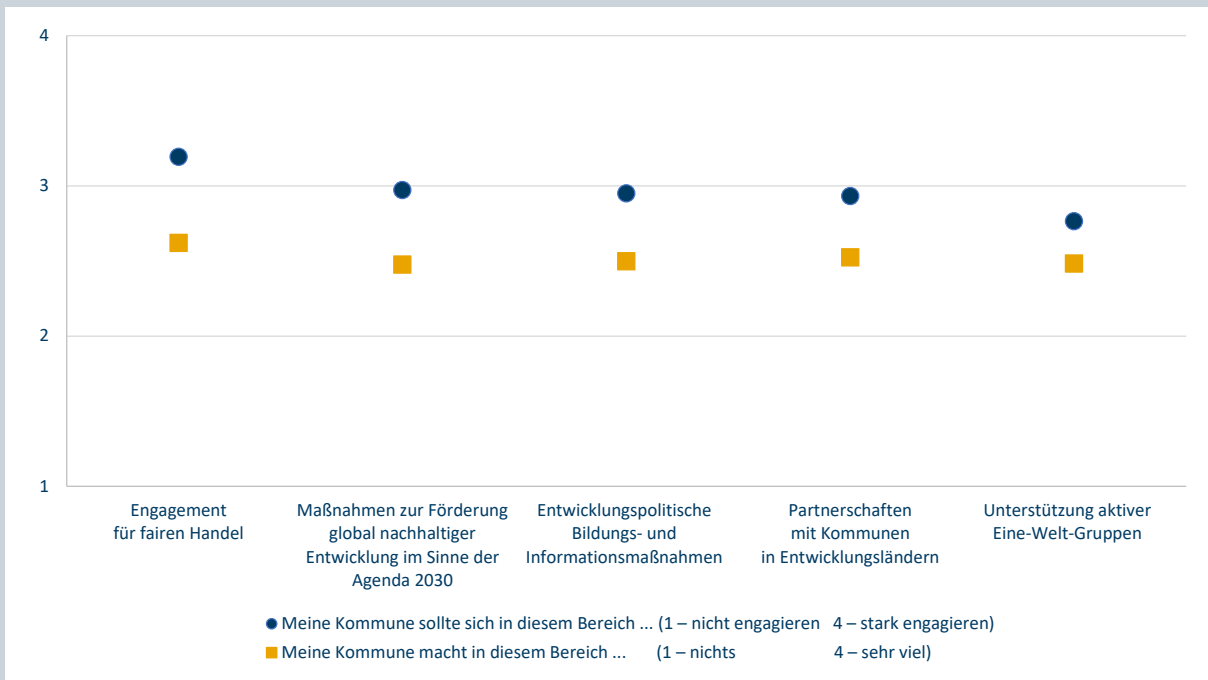 4
3
2
1
Engagement
für fairen Handel
Maßnahmen zur Förderung
global nachhaltiger
Entwicklung im Sinne der
Agenda 2030
Entwicklungspolitische
Bildungs- und
Informationsmaßnahmen
Partnerschaften
mit Kommunen
in Entwicklungsländern
Unterstützung aktiver
Eine-Welt-Gruppen
Meine Kommune sollte sich in diesem Bereich ... (1 – nicht engagieren 4 – stark engagieren)
Meine Kommune macht in diesem Bereich ... (1 – nichts 4 – sehr viel)